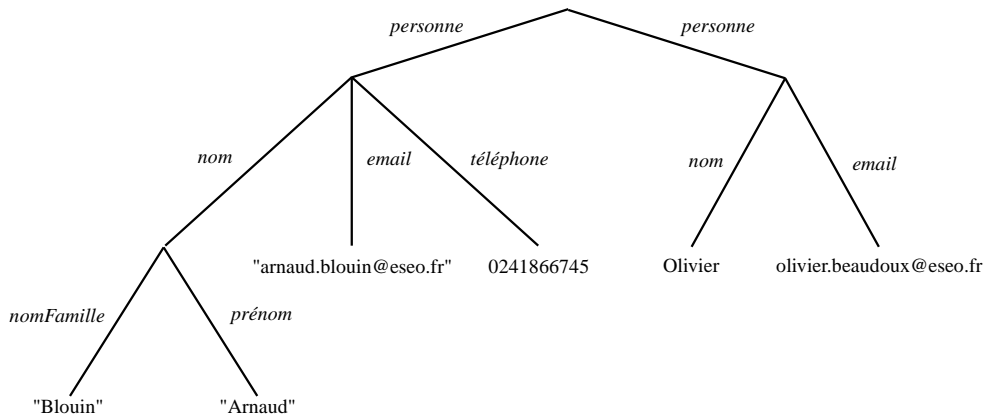 personne
personne
nom
email
téléphone
nom
email
"arnaud.blouin@eseo.fr"
0241866745
Olivier
olivier.beaudoux@eseo.fr
nomFamille
prénom
"Blouin"
"Arnaud"